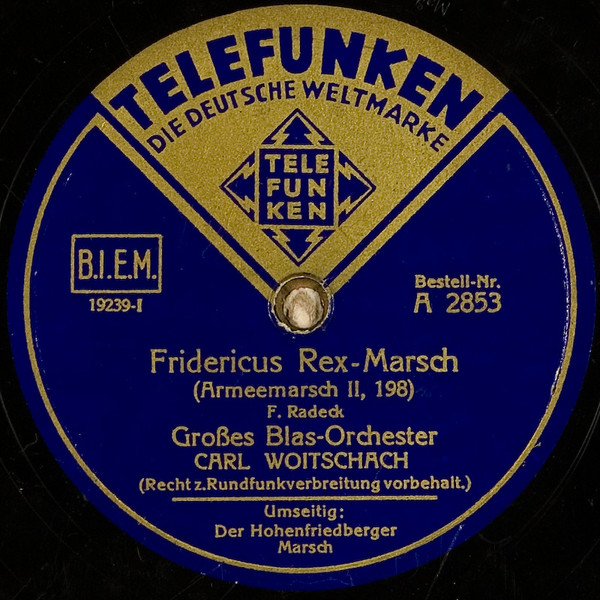 TELEFUNKEN
DIE DEUTSCHE WELTMARKE
TELE
FUN
KEN
B.I.E.M.
19239-I
Bestell-Nr.
A 2853
Fridericus Rex-Marsch
(Armeemarsch II, 198)
F. Radeck
Großes Blas-Orchester
CARL WOITSCHACH
(Recht z.Rundfunkverbreitung vorbehalt.)
Umseitig:
Der Hohenfriedberger
Marsch